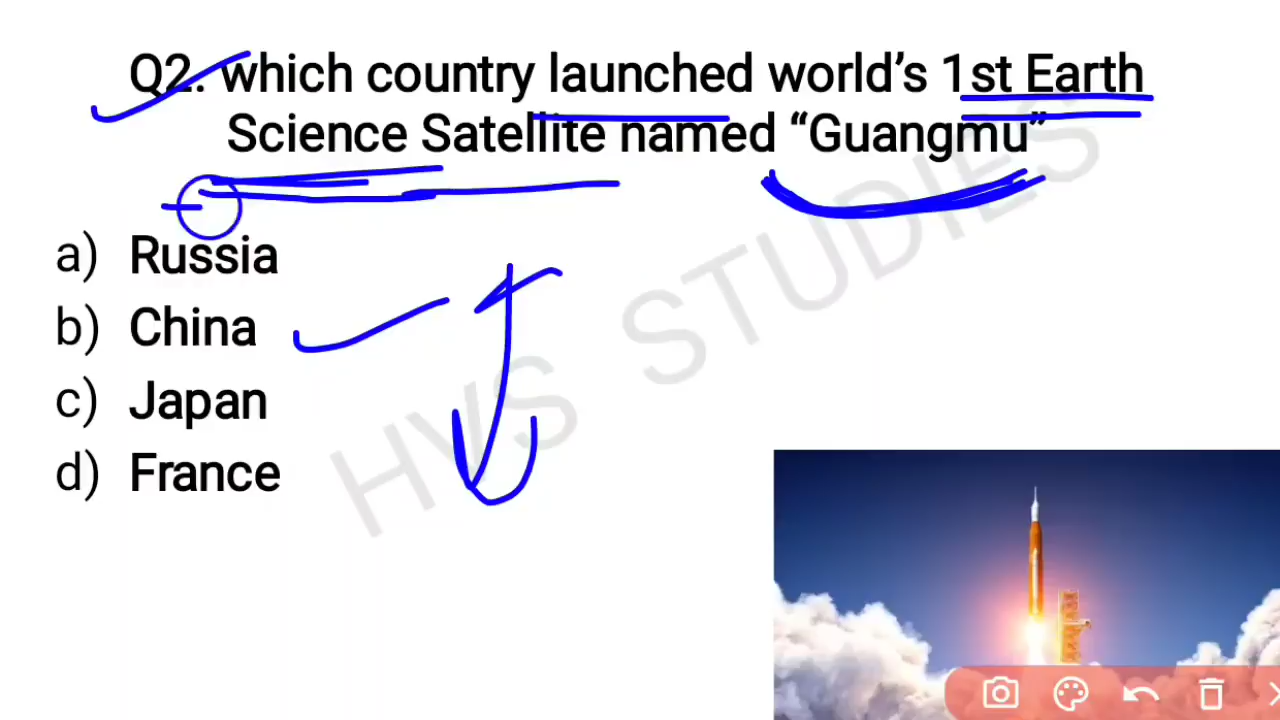 Q2. which country launched world's 1st Earth
Science Satellite named “Guangmu”
a) Russia
b) China
c) Japan
d) France
HVS STUDIES